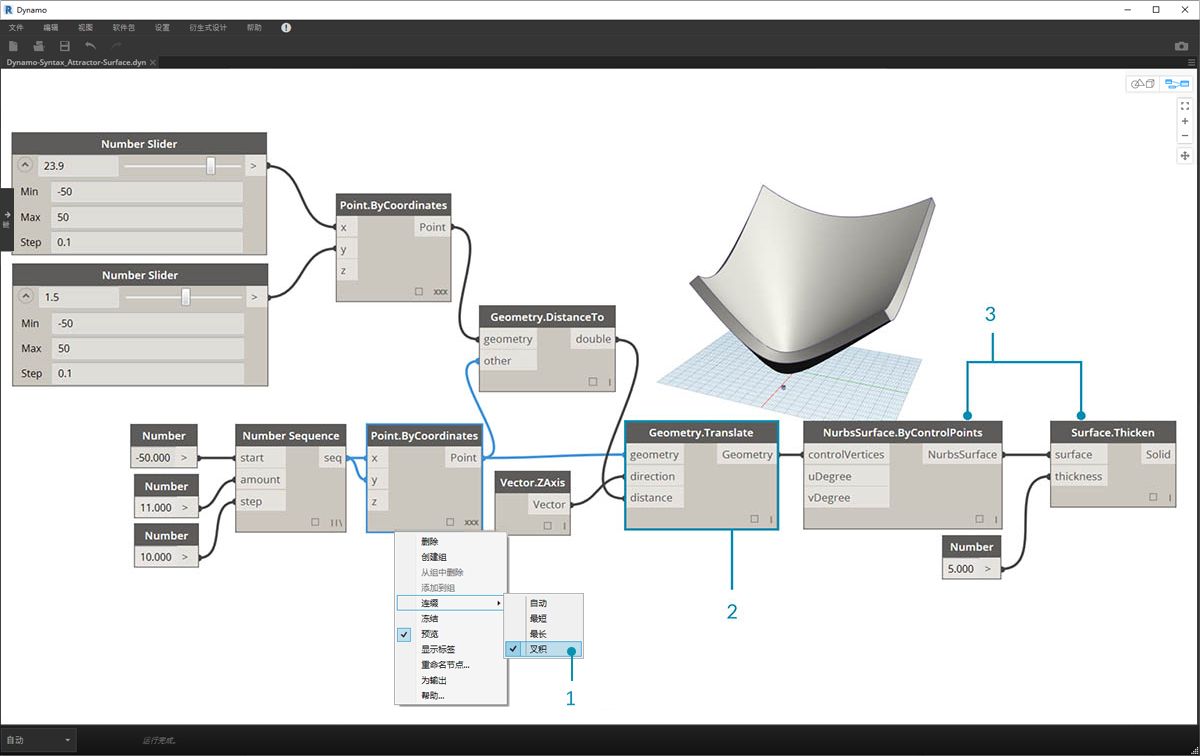 Dynamo
文件 编辑 视图 软件包 设置 衍生式设计 帮助
Dynamo-Syntax_Attractor-Surface.dyn
Number Slider
23.9 >
Min -50
Max 50
Step 0.1
Number Slider
1.5 >
Min -50
Max 50
Step 0.1
Point.ByCoordinates
x Point
y
z
xxx
Geometry.DistanceTo
geometry double
other
3
Number
-50.000 >
Number
11.000 >
Number
10.000 >
Number Sequence
start seq
amount
step
Point.ByCoordinates
x Point
y
z
xxx
Vector.ZAxis
Vector
Geometry.Translate
geometry Geometry
direction
distance
NurbsSurface.ByControlPoints
controlVertices NurbsSurface
uDegree
vDegree
Surface.Thicken
surface Solid
thickness
Number
5.000 >
删除
创建组
从组中删除
添加到组
连缀
冻结
预览
显示标签
重命名节点...
为输出
帮助...
自动
最短
最长
叉积
1
2
自动
运行完成。